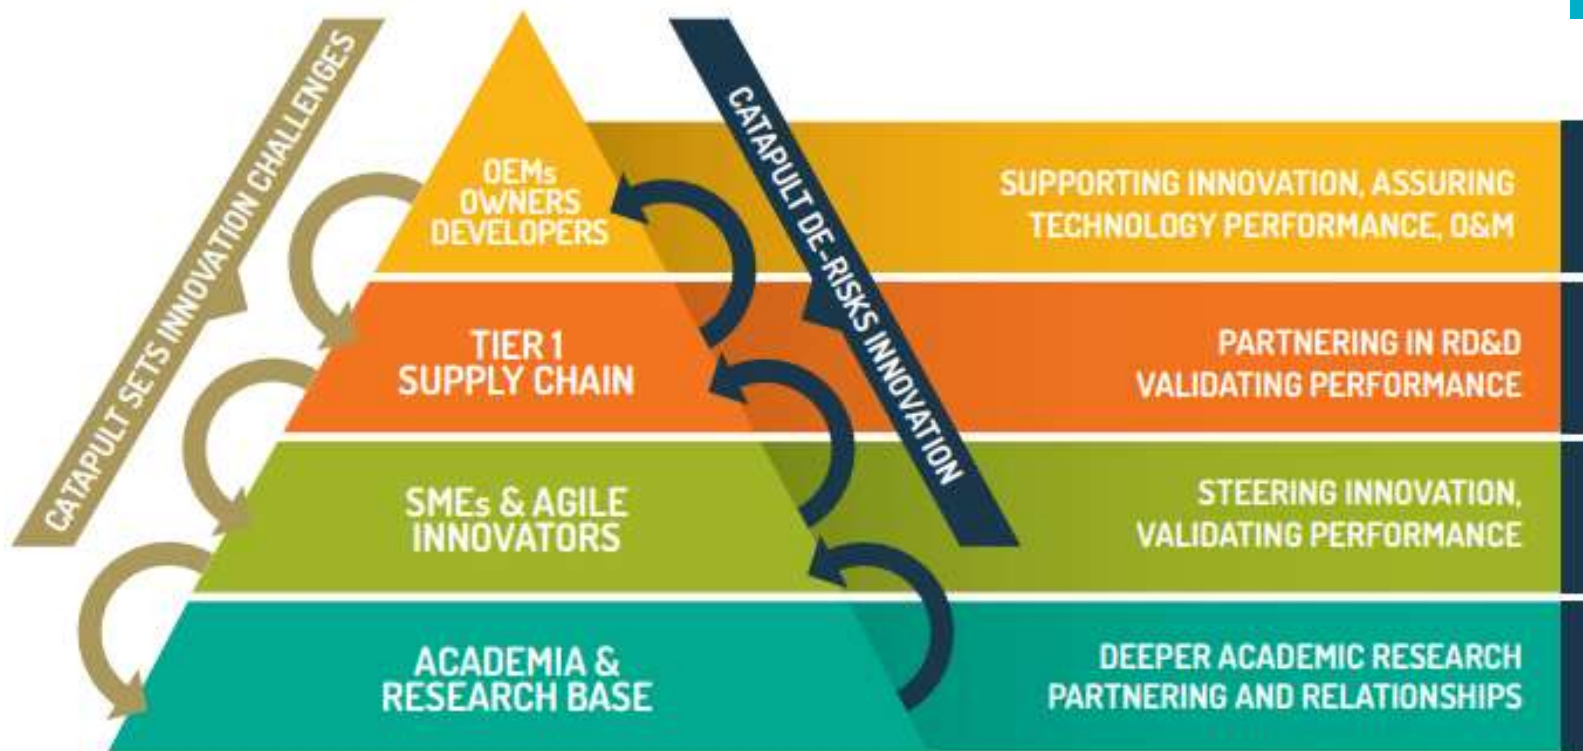 CATAPULT SETS INNOVATION CHALLENGES
CATAPULT DE-RISKS INNOVATION
OEMs
OWNERS
DEVELOPERS
SUPPORTING INNOVATION, ASSURING
TECHNOLOGY PERFORMANCE, O&M
TIER 1
SUPPLY CHAIN
PARTNERING IN RD&D
VALIDATING PERFORMANCE
SMEs & AGILE
INNOVATORS
STEERING INNOVATION,
VALIDATING PERFORMANCE
ACADEMIA &
RESEARCH BASE
DEEPER ACADEMIC RESEARCH
PARTNERING AND RELATIONSHIPS